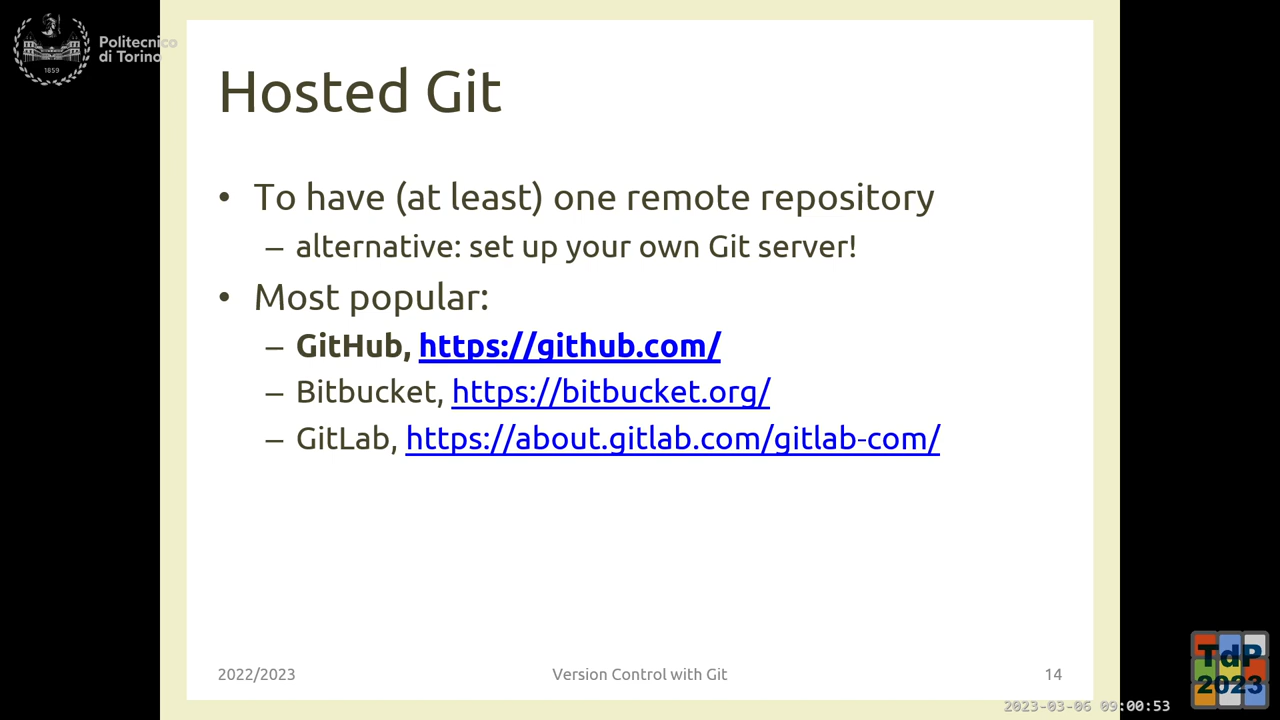 Politecnico
di Torino
1859
Hosted Git
• To have (at least) one remote repository
– alternative: set up your own Git server!
• Most popular:
– GitHub, https://github.com/
– Bitbucket, https://bitbucket.org/
– GitLab, https://about.gitlab.com/gitlab-com/
2022/2023
Version Control with Git
14
TdP
2023
2023-03-06 09:00:53